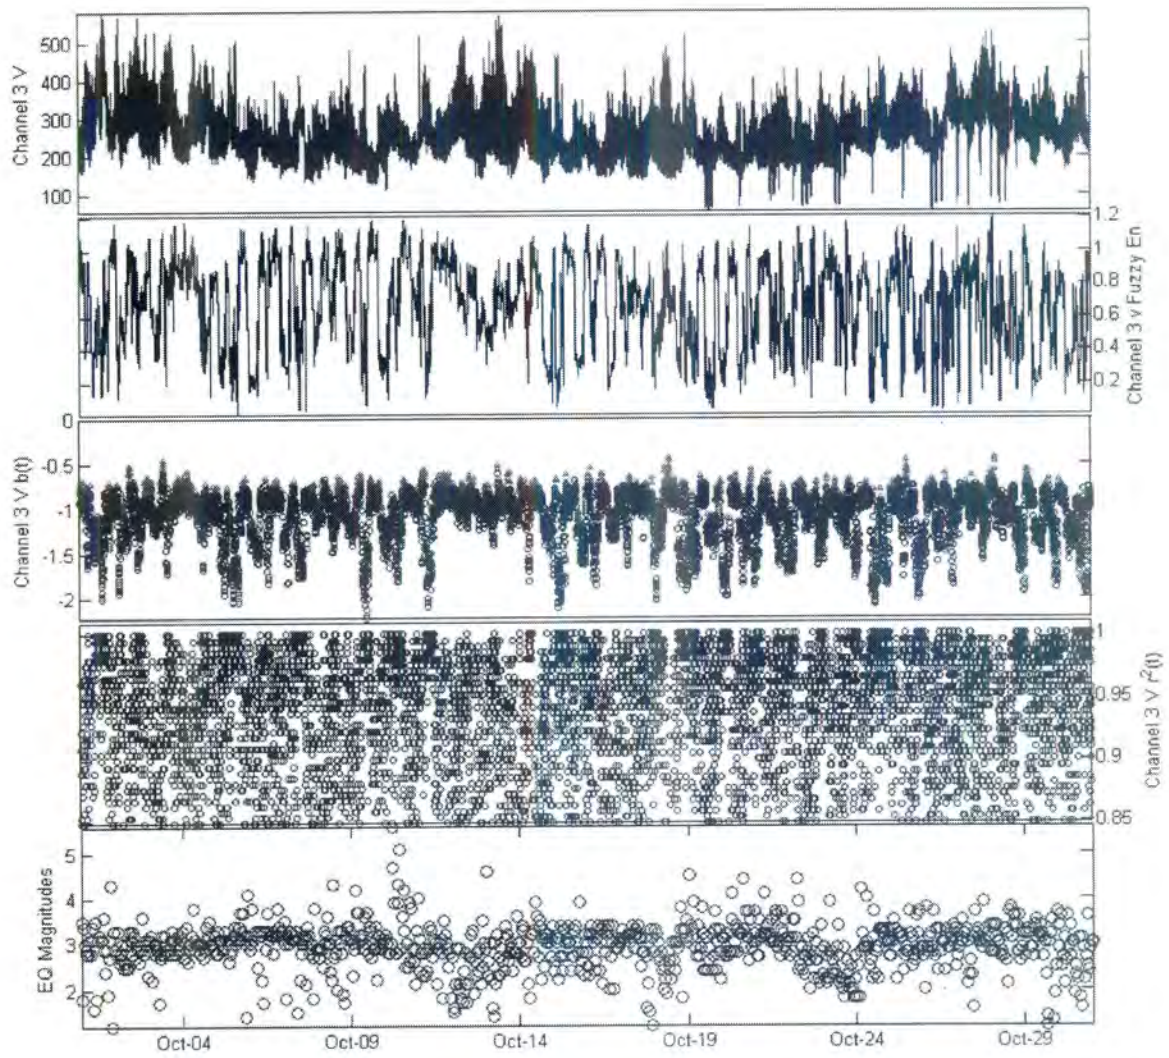 Channel 3 V
500
400
300
200
100
Channel 3 v Fuzzy En
1.2
1
0.8
0.6
0.4
0.2
Channel 3 V b(t)
0
-0.5
-1
-1.5
-2
Channel 3 V r²(t)
1
0.95
0.9
0.85
EQ Magnitudes
5
4
3
2
Oct-04
Oct-09
Oct-14
Oct-19
Oct-24
Oct-29